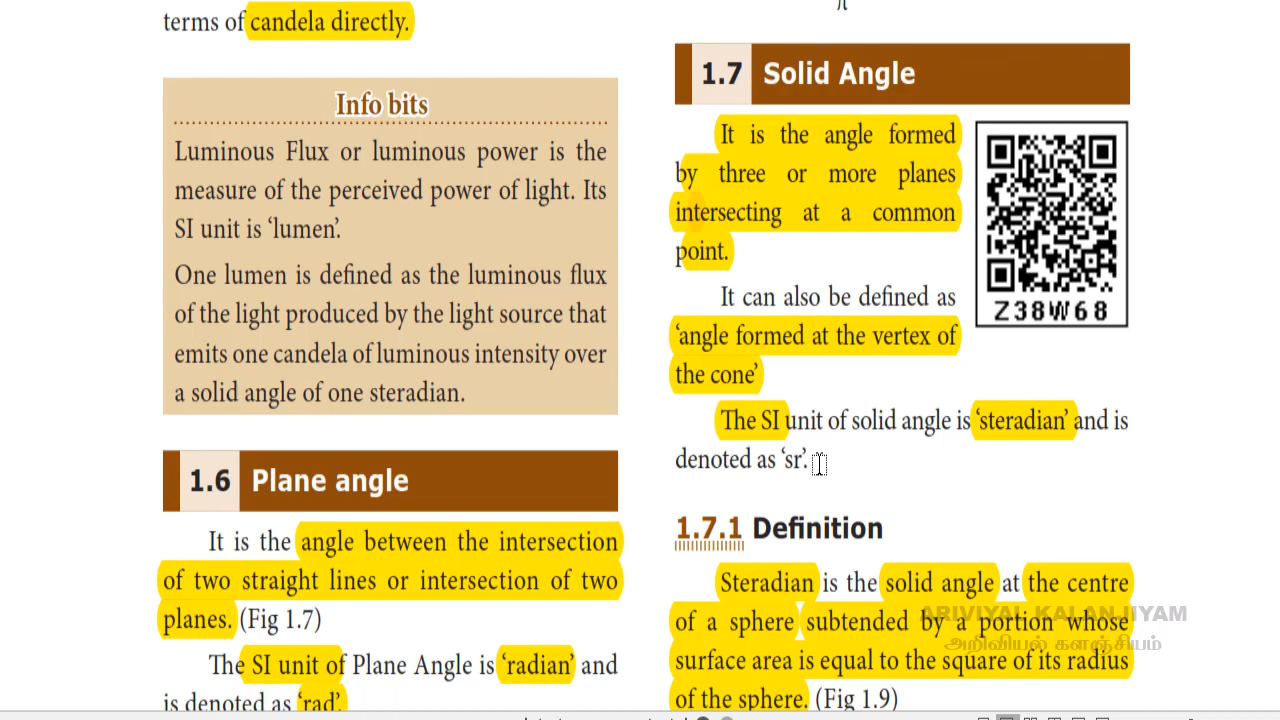 terms of candela directly.
Info bits
Luminous Flux or luminous power is the
measure of the perceived power of light. Its
SI unit is ‘lumen’.
One lumen is defined as the luminous flux
of the light produced by the light source that
emits one candela of luminous intensity over
a solid angle of one steradian.
1.6 Plane angle
It is the angle between the intersection
of two straight lines or intersection of two
planes. (Fig 1.7)
The SI unit of Plane Angle is ‘radian’ and
is denoted as ‘rad’.
π
1.7 Solid Angle
It is the angle formed
by three or more planes
intersecting at a common
point.
Z38W68
It can also be defined as
‘angle formed at the vertex of
the cone’
The SI unit of solid angle is ‘steradian’ and is
denoted as ‘sr’.
1.7.1 Definition
Steradian is the solid angle at the centre
of a sphere subtended by a portion whose
surface area is equal to the square of its radius
of the sphere. (Fig 1.9)
ARIVIYAL KALANJIYAM
அறிவியல் களஞ்சியம்